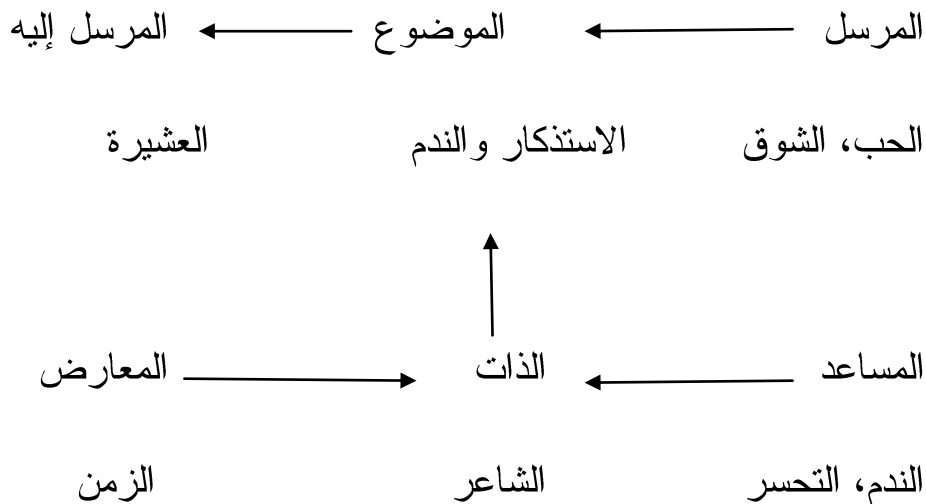 المرسل الموضوع المرسل إليه
الحب، الشوق الاستذكار والندم العشيرة
المساعد الذات المعارض
الندم، التحسر الشاعر الزمن